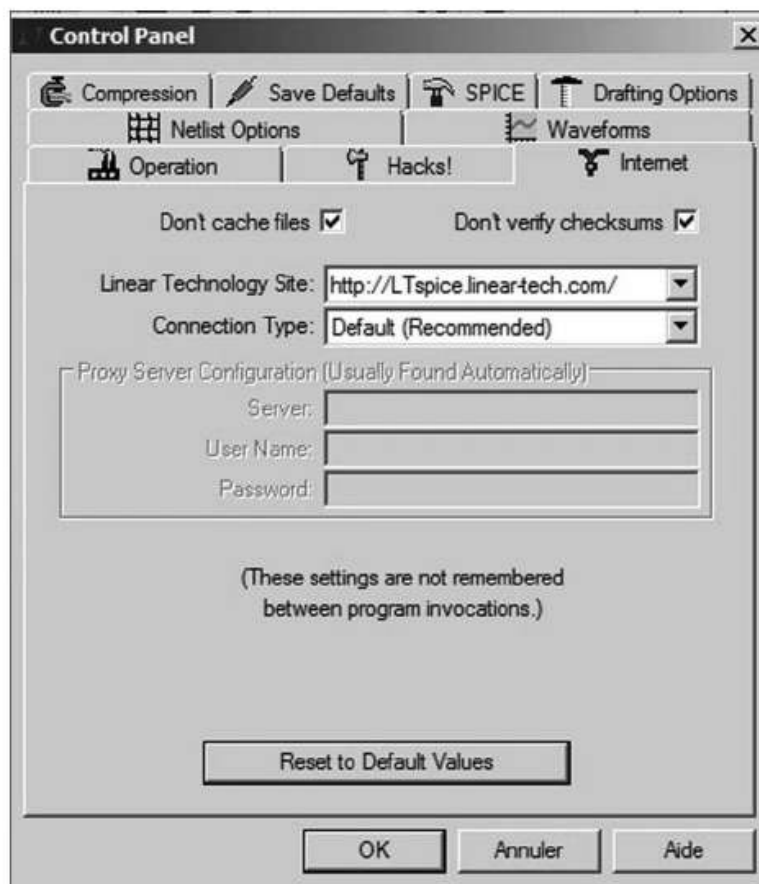 Control Panel
Compression Save Defaults SPICE Drafting Options
Netlist Options Waveforms
Operation Hacks! Internet
Don't cache files Don't verify checksums
Linear Technology Site: http://LTspice.linear-tech.com/
Connection Type: Default (Recommended)
Proxy Server Configuration (Usually Found Automatically)
Server:
User Name:
Password:
(These settings are not remembered
between program invocations.)
Reset to Default Values
OK Annuler Aide